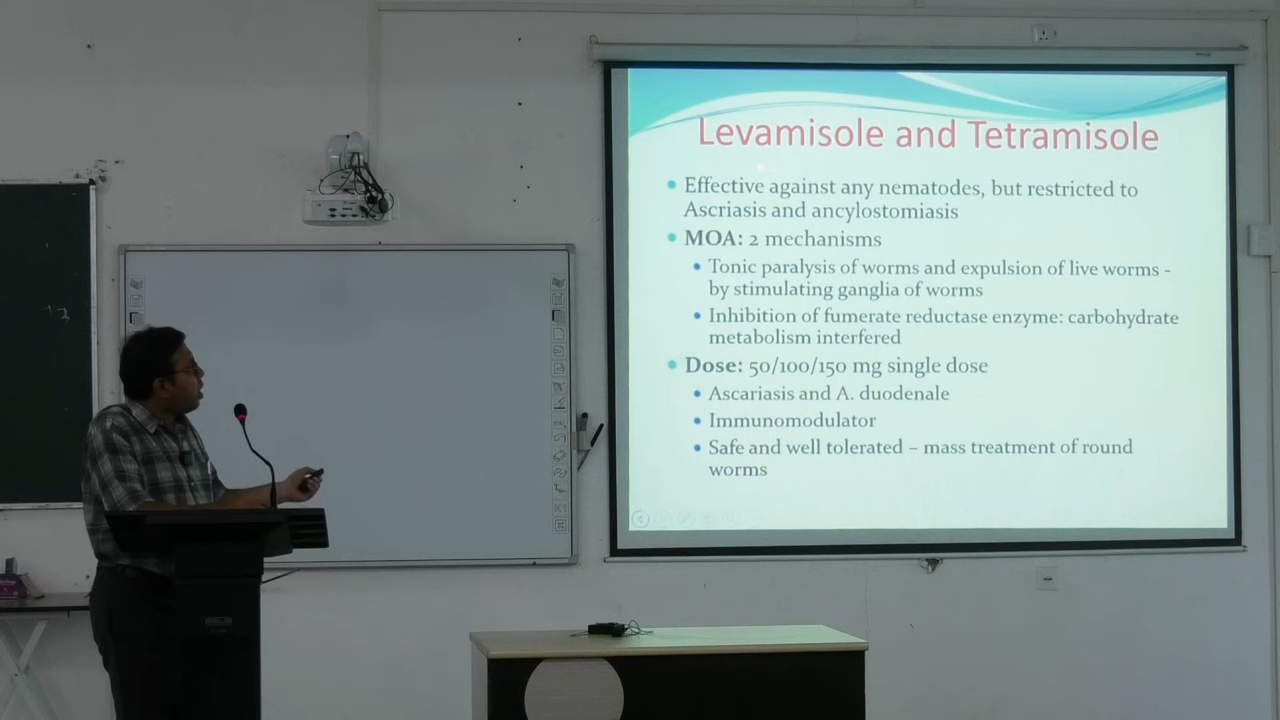 Levamisole and Tetramisole
Effective against any nematodes, but restricted to
Ascriasis and ancylostomiasis
MOA: 2 mechanisms
Tonic paralysis of worms and expulsion of live worms -
by stimulating ganglia of worms
Inhibition of fumerate reductase enzyme: carbohydrate
metabolism interfered
Dose: 50/100/150 mg single dose
Ascariasis and A. duodenale
Immunomodulator
Safe and well tolerated – mass treatment of round
worms